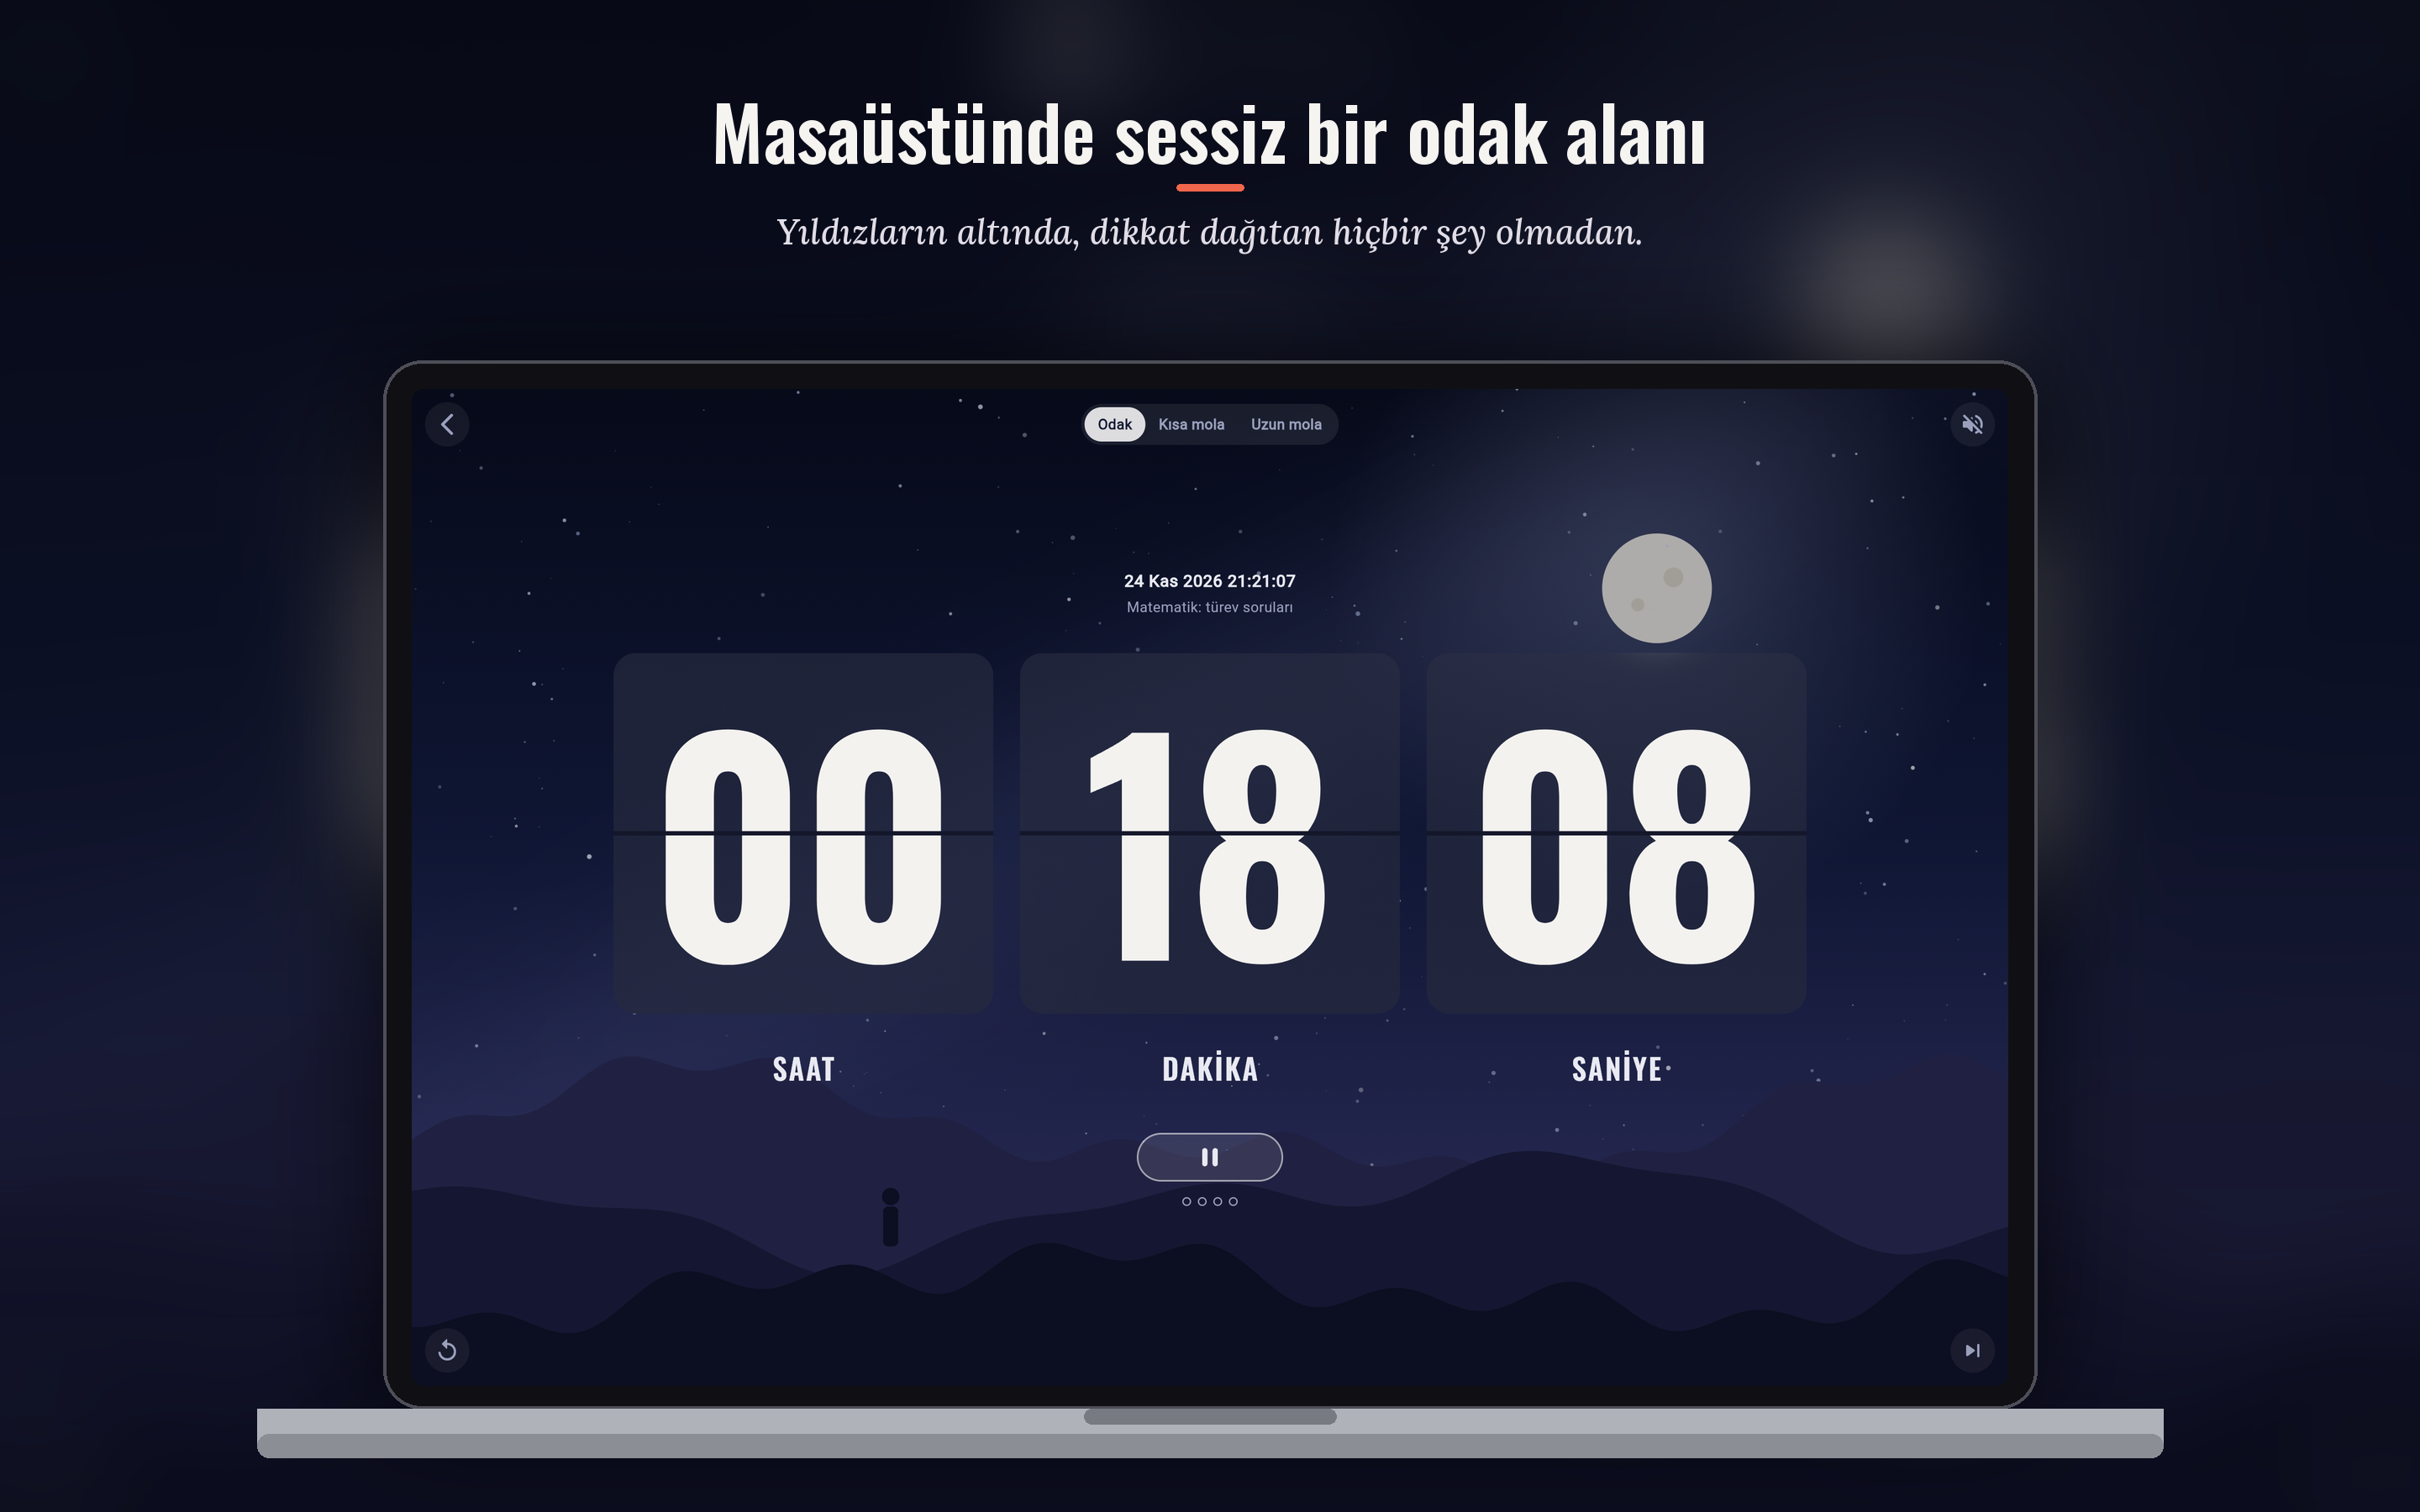 Masaüstünde sessiz bir odak alanı
Yıldızların altında, dikkat dağıtan hiçbir şey olmadan.
Odak Kısa mola Uzun mola
24 Kas 2026 21:21:07
Matematik: türev soruları
00 18 08
SAAT DAKİKA SANİYE